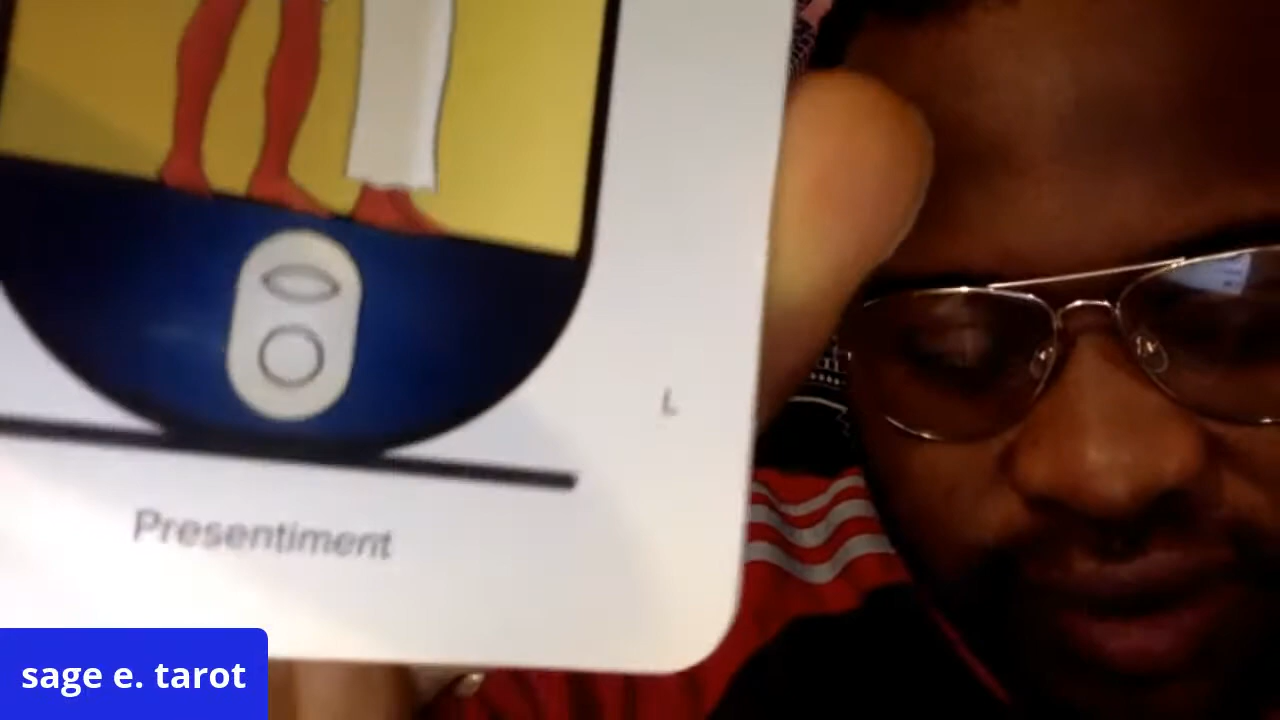 L
Presentiment
sage e. tarot